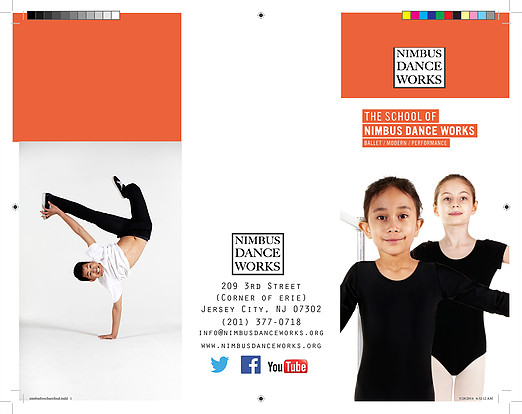 NIMBUS
DANCE
WORKS
209 3rd Street
(Corner of erie)
Jersey City, NJ 07302
(201) 377-0718
info@nimbusdanceworks.org
www.nimbusdanceworks.org
You Tube
NIMBUS
DANCE
WORKS
THE SCHOOL OF
NIMBUS DANCE WORKS
BALLET / MODERN / PERFORMANCE